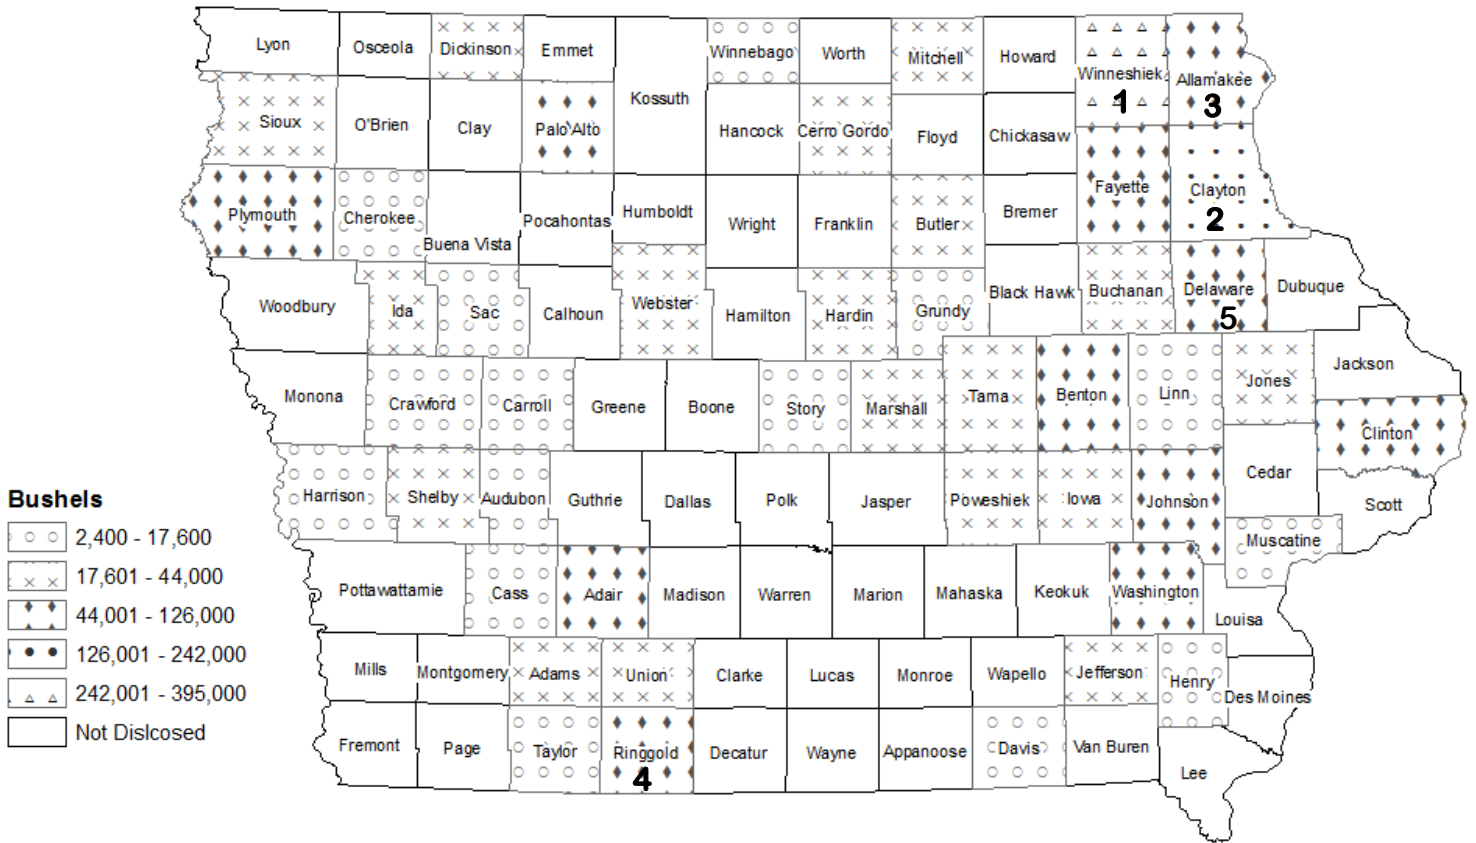 Lyon
Osceola
Dickinson
Emmet
Kossuth
Winnebago
Worth
Mitchell
Howard
Winneshiek
1
Allamakee
3
Sioux
O'Brien
Clay
Palo Alto
Hancock
Cerro Gordo
Floyd
Chickasaw
Fayette
Clayton
2
Plymouth
Cherokee
Buena Vista
Pocahontas
Humboldt
Wright
Franklin
Butler
Bremer
Woodbury
Ida
Sac
Calhoun
Webster
Hamilton
Hardin
Grundy
Black Hawk
Buchanan
Delaware
5
Dubuque
Monona
Crawford
Carroll
Greene
Boone
Story
Marshall
Tama
Benton
Linn
Jones
Jackson
Clinton
Harrison
Shelby
Audubon
Guthrie
Dallas
Polk
Jasper
Poweshiek
Iowa
Johnson
Cedar
Scott
Muscatine
Pottawattamie
Cass
Adair
Madison
Warren
Marion
Mahaska
Keokuk
Washington
Louisa
Mills
Montgomery
Adams
Union
Clarke
Lucas
Monroe
Wapello
Jefferson
Henry
Des Moines
Fremont
Page
Taylor
Ringgold
4
Decatur
Wayne
Appanoose
Davis
Van Buren
Lee
Bushels
2,400 - 17,600
17,601 - 44,000
44,001 - 126,000
126,001 - 242,000
242,001 - 395,000
Not Dislcosed